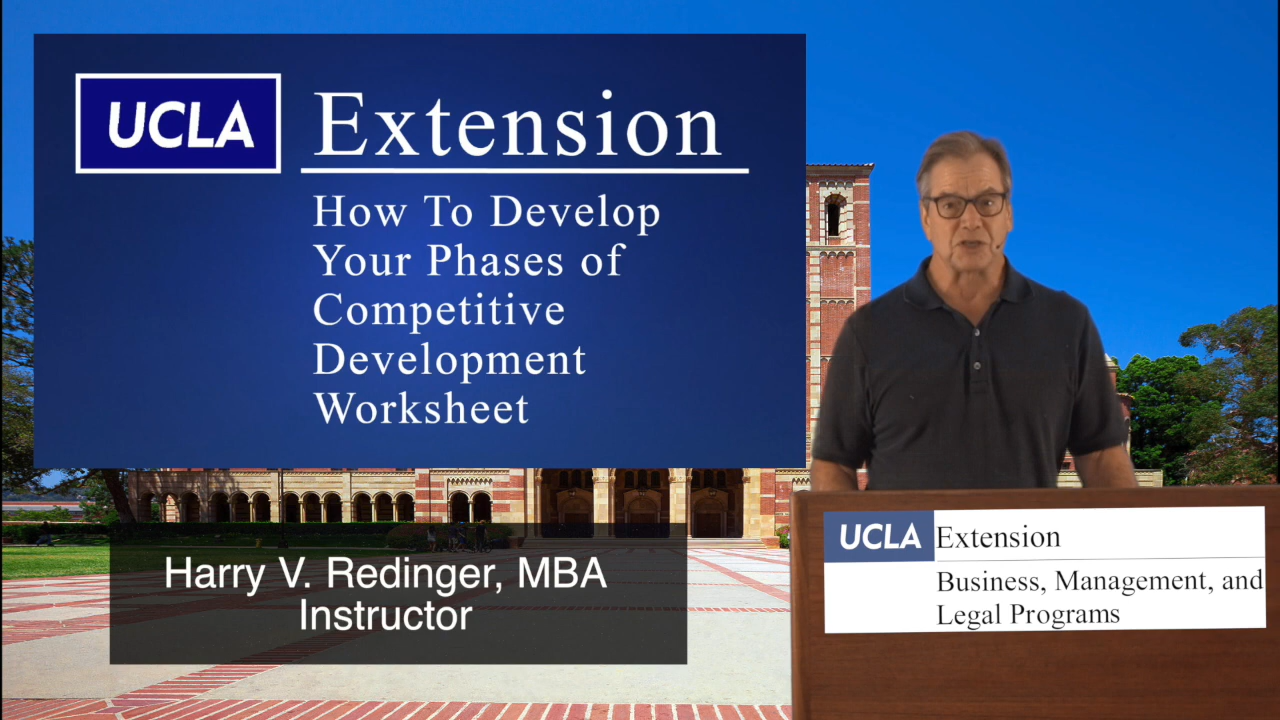 UCLA Extension
How To Develop
Your Phases of
Competitive
Development
Worksheet
Harry V. Redinger, MBA
Instructor
UCLA Extension
Business, Management, and
Legal Programs